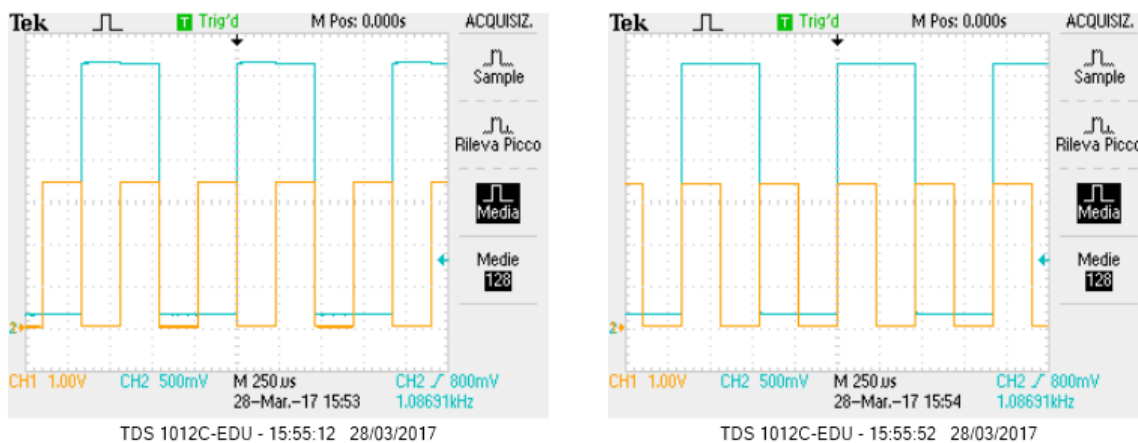 Tek T Trig'd M Pos: 0.000s ACQUISIZ.
Sample
Rileva Picco
Media
Medie
128
2
CH1 1.00V CH2 500mV M 250µs CH2 800mV
28-Mar.-17 15:53 1.08691kHz
TDS 1012C-EDU - 15:55:12 28/03/2017
Tek T Trig'd M Pos: 0.000s ACQUISIZ.
Sample
Rileva Picco
Media
Medie
128
2
CH1 1.00V CH2 500mV M 250µs CH2 800mV
28-Mar.-17 15:54 1.08691kHz
TDS 1012C-EDU - 15:55:52 28/03/2017